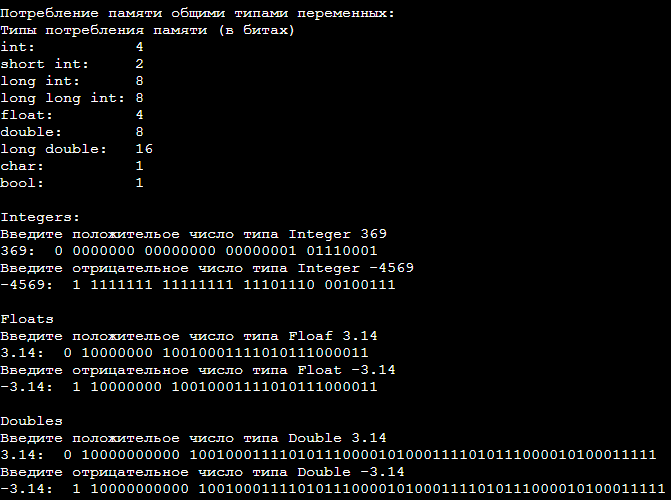 Потребление памяти общими типами переменных:
Типы потребления памяти (в битах)
int: 4
short int: 2
long int: 8
long long int: 8
float: 4
double: 8
long double: 16
char: 1
bool: 1
Integers:
Введите положительое число типа Integer 369
369: 0 0000000 00000000 00000001 01110001
Введите отрицательное число типа Integer -4569
-4569: 1 1111111 11111111 11101110 00100111
Floats
Введите положительое число типа Floaf 3.14
3.14: 0 10000000 10010001111010111000011
Введите отрицательное число типа Float -3.14
-3.14: 1 10000000 10010001111010111000011
Doubles
Введите положительое число типа Double 3.14
3.14: 0 10000000000 1001000111101011100001010001111010111000010100011111
Введите отрицательное число типа Double -3.14
-3.14: 1 10000000000 1001000111101011100001010001111010111000010100011111